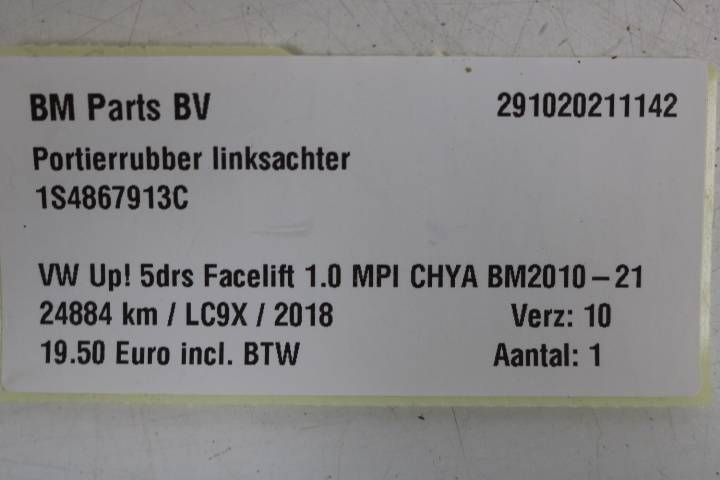 BM Parts BV 291020211142
Portierrubber linksachter
1S4867913C
VW Up! 5drs Facelift 1.0 MPI CHYA BM2010-21
24884 km / LC9X / 2018 Verz: 10
19.50 Euro incl. BTW Aantal: 1